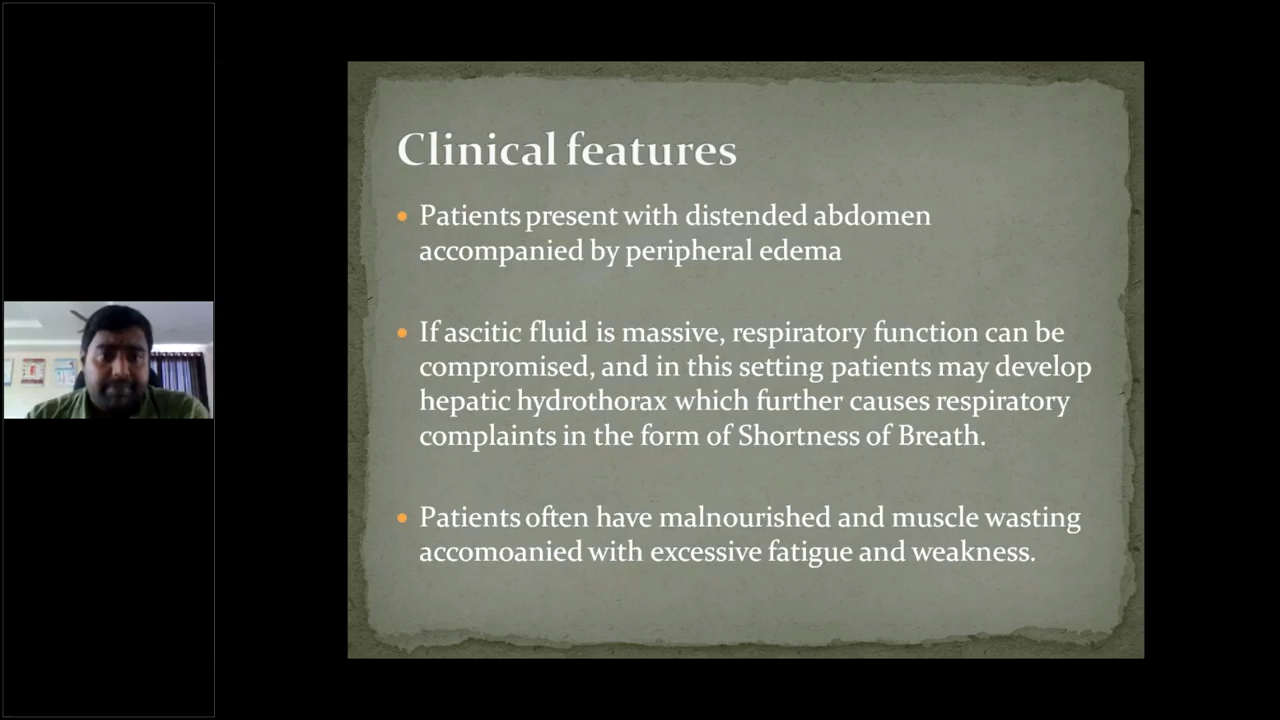 Clinical features
• Patients present with distended abdomen
accompanied by peripheral edema
• If ascitic fluid is massive, respiratory function can be
compromised, and in this setting patients may develop
hepatic hydrothorax which further causes respiratory
complaints in the form of Shortness of Breath.
• Patients often have malnourished and muscle wasting
accomoanied with excessive fatigue and weakness.